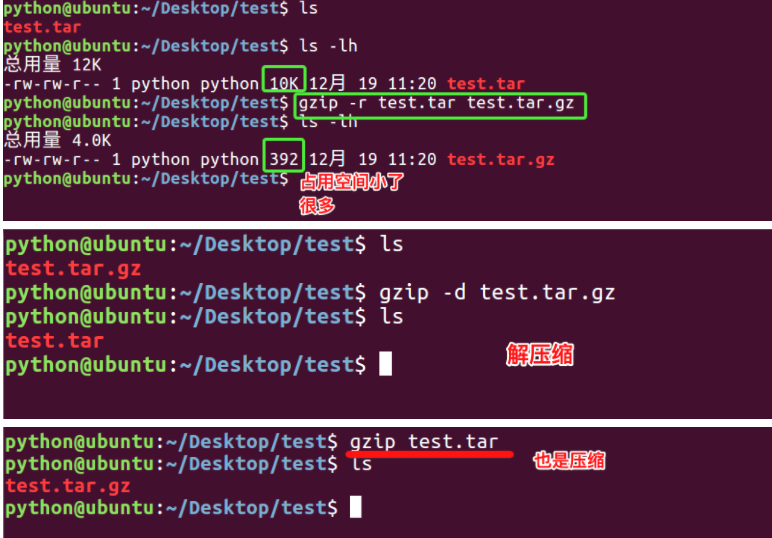 python@ubuntu:~/Desktop/test$ ls
test.tar
python@ubuntu:~/Desktop/test$ ls -lh
总用量 12K
-rw-rw-r-- 1 python python 10K 12月 19 11:20 test.tar
python@ubuntu:~/Desktop/test$ gzip -r test.tar test.tar.gz
python@ubuntu:~/Desktop/test$ ls -lh
总用量 4.0K
-rw-rw-r-- 1 python python 392 12月 19 11:20 test.tar.gz
python@ubuntu:~/Desktop/test$ 占用空间小了
很多
python@ubuntu:~/Desktop/test$ ls
test.tar.gz
python@ubuntu:~/Desktop/test$ gzip -d test.tar.gz
python@ubuntu:~/Desktop/test$ ls
test.tar
python@ubuntu:~/Desktop/test$
解压缩
python@ubuntu:~/Desktop/test$ gzip test.tar
python@ubuntu:~/Desktop/test$ ls
也是压缩
test.tar.gz
python@ubuntu:~/Desktop/test$